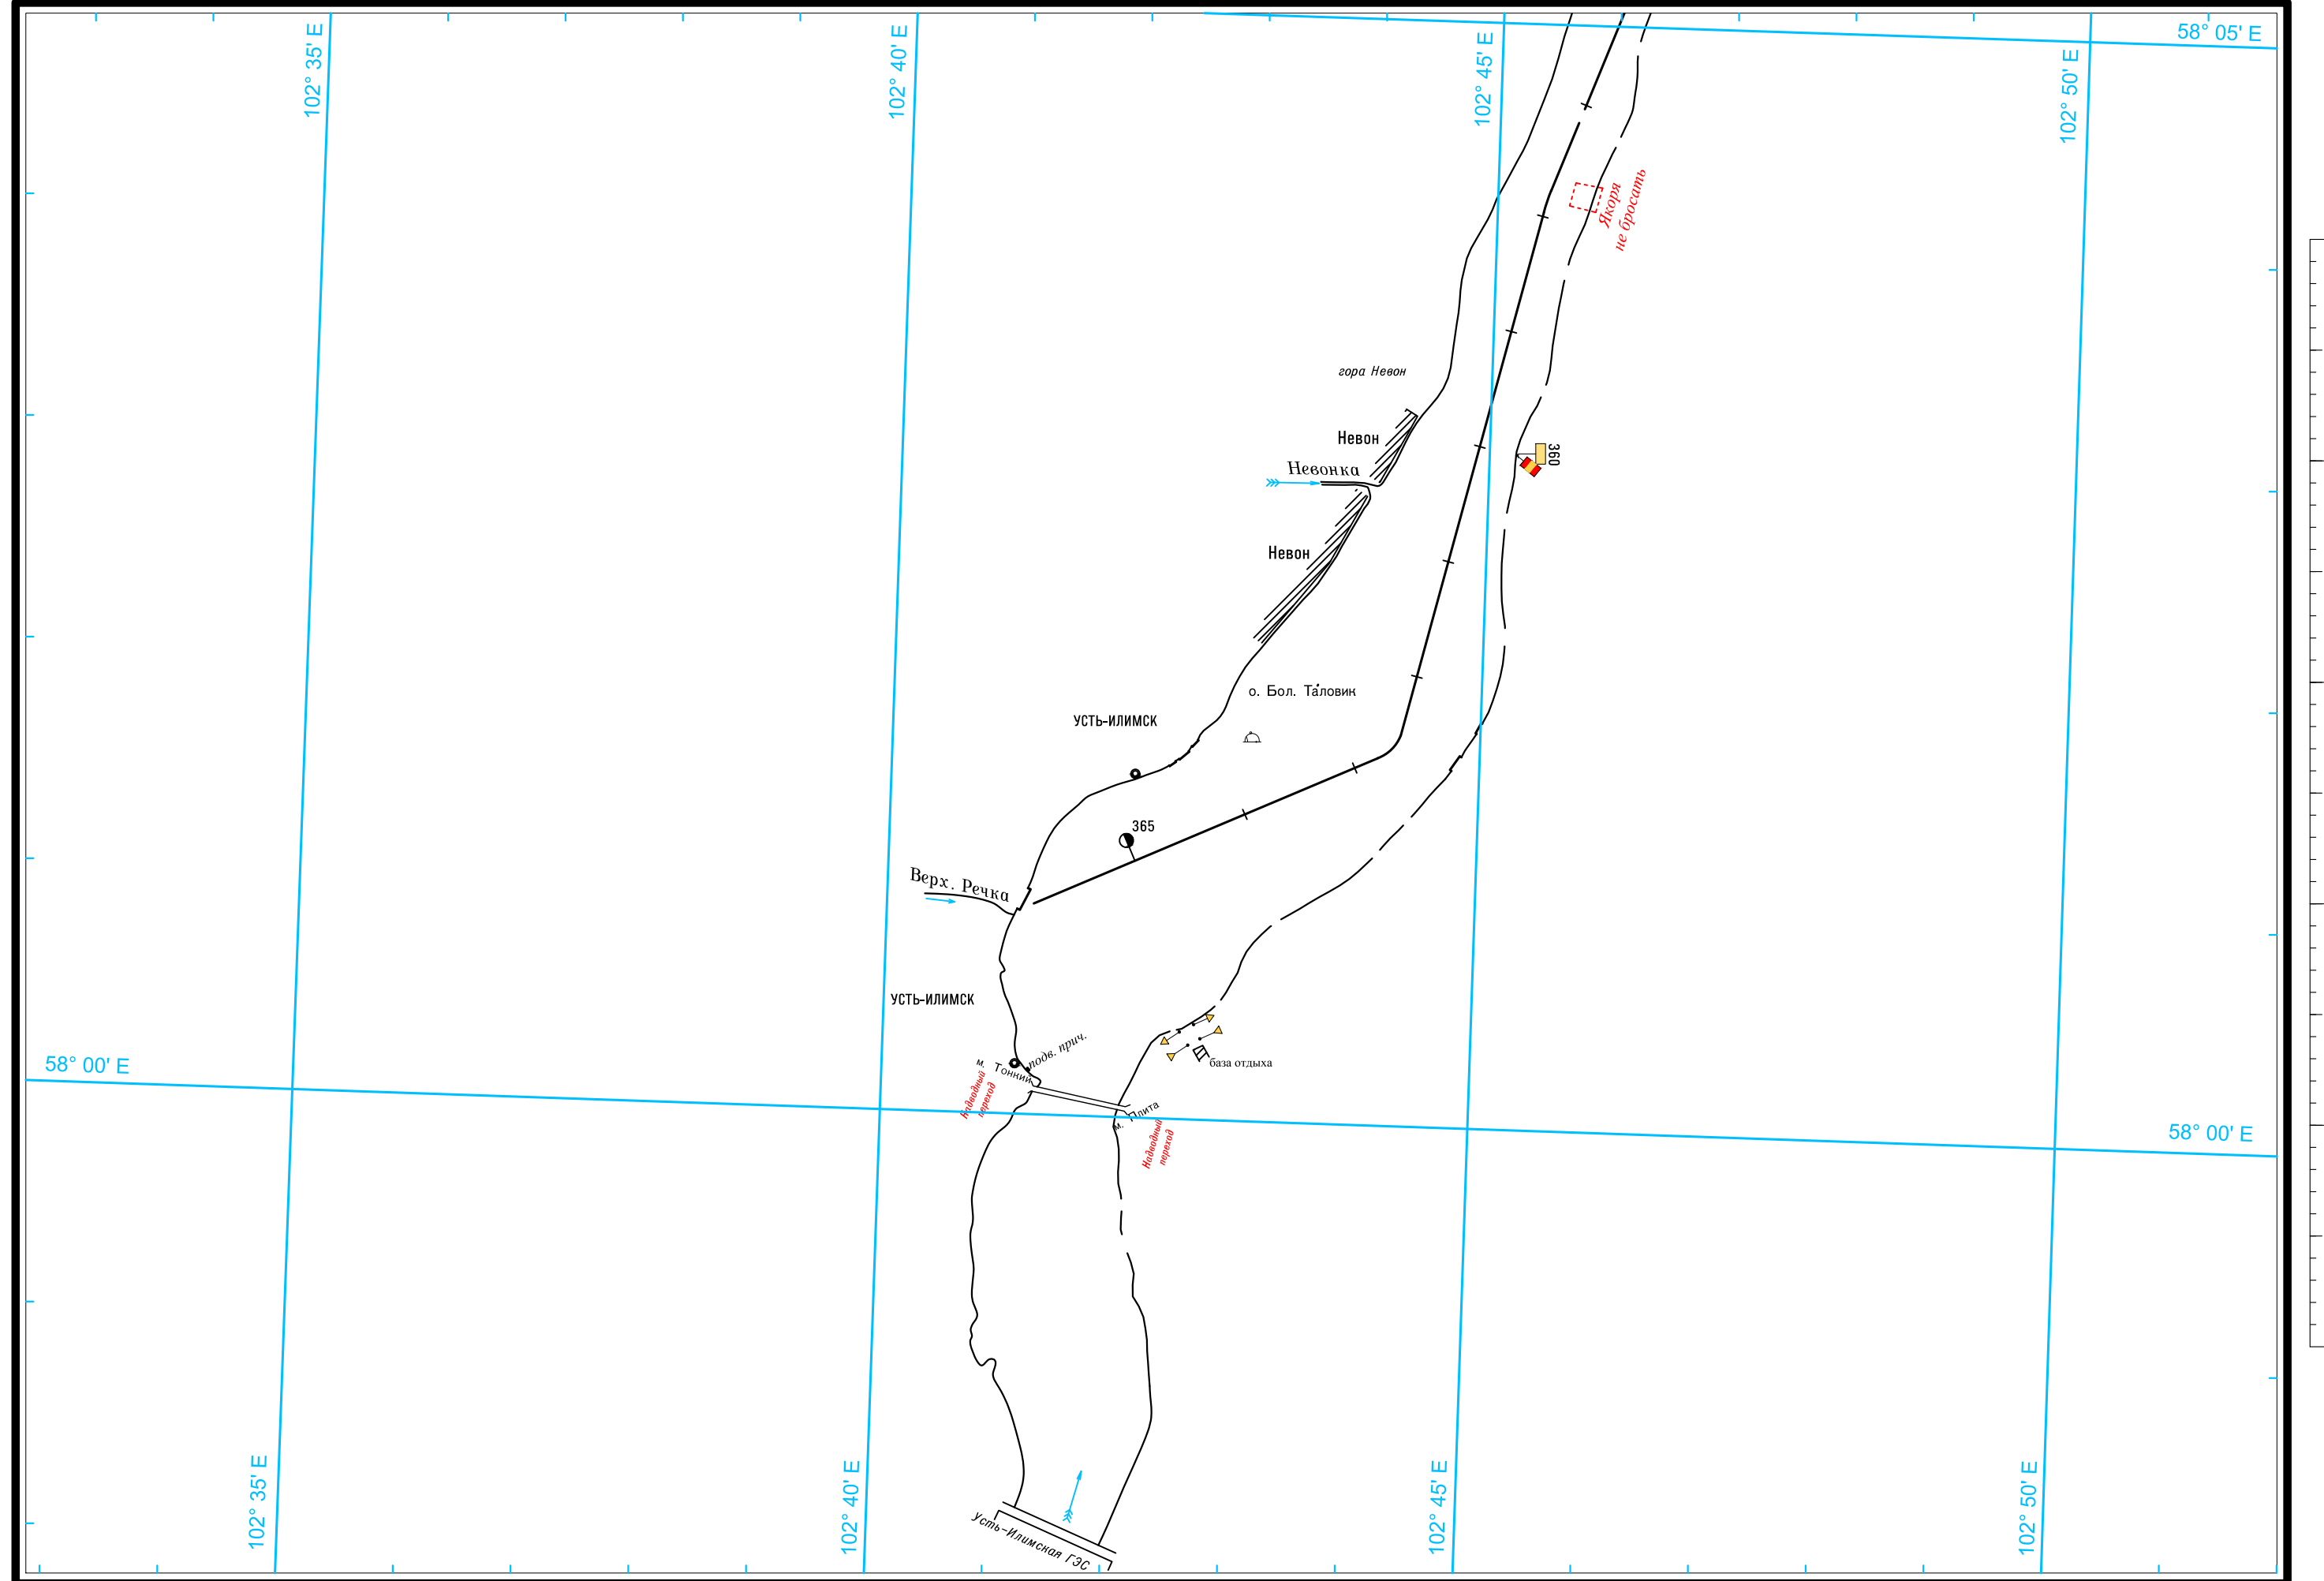 102° 35' E
102° 40' E
102° 45' E
58° 05' E
102° 50' E
Якоря
не бросать
гора Невон
Невон
360
Невонка
Невон
о. Бол. Таловик
УСТЬ-ИЛИМСК
365
Верх. Речка
УСТЬ-ИЛИМСК
подв. прич.
м. Тонкий
база отдыха
58° 00' E
Надводный
переход
м. Плита
Надводный
переход
58° 00' E
102° 35' E
102° 40' E
102° 45' E
102° 50' E
Усть-Илимская ГЭС